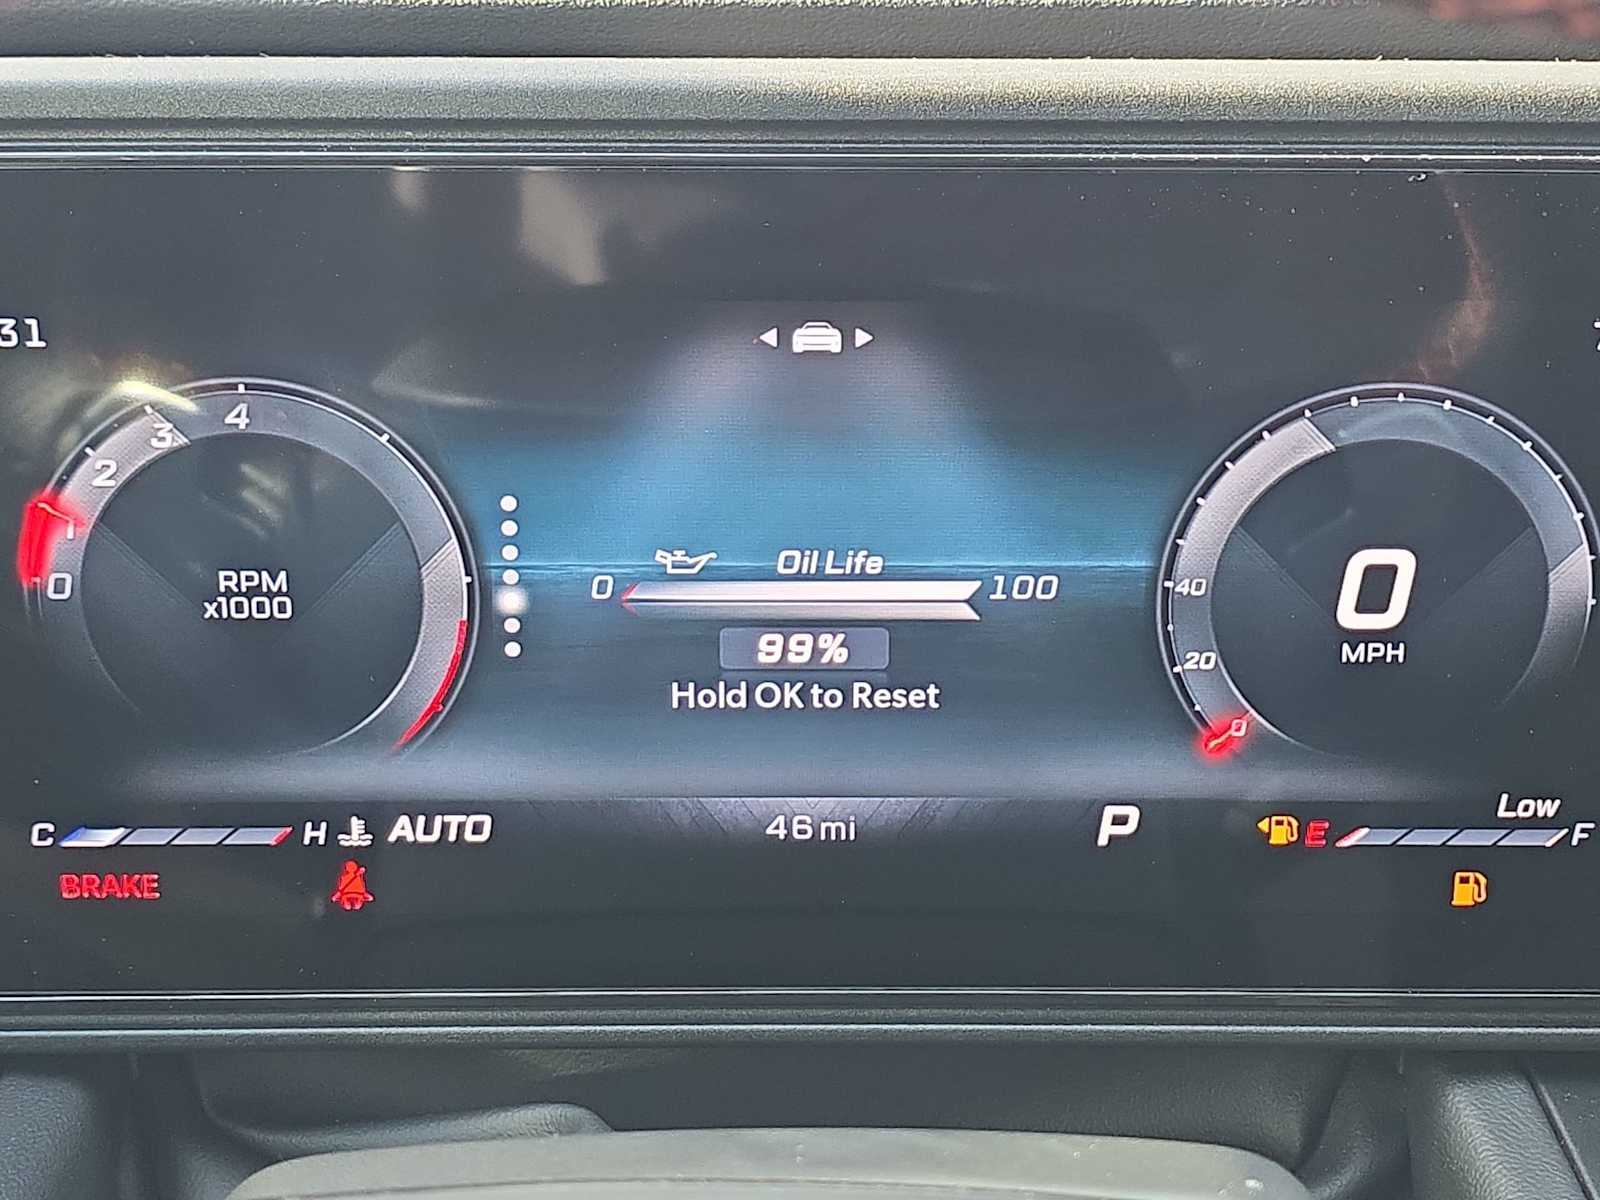 31
4
3
2
1
0
RPM
x1000
Oil Life
0
100
99%
Hold OK to Reset
40
20
0
0
MPH
C
H
AUTO
46 mi
P
Low
E
F
BRAKE